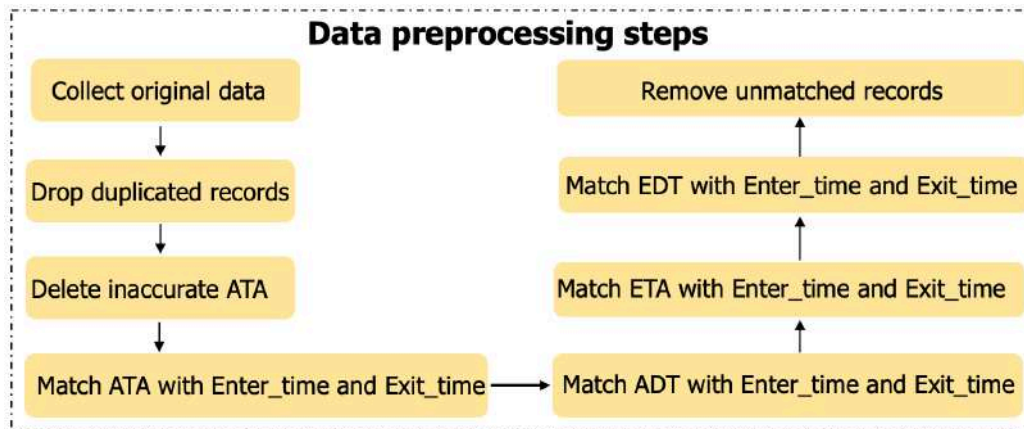 Data preprocessing steps
Collect original data
Drop duplicated records
Delete inaccurate ATA
Match ATA with Enter_time and Exit_time
Match ADT with Enter_time and Exit_time
Match ETA with Enter_time and Exit_time
Match EDT with Enter_time and Exit_time
Remove unmatched records